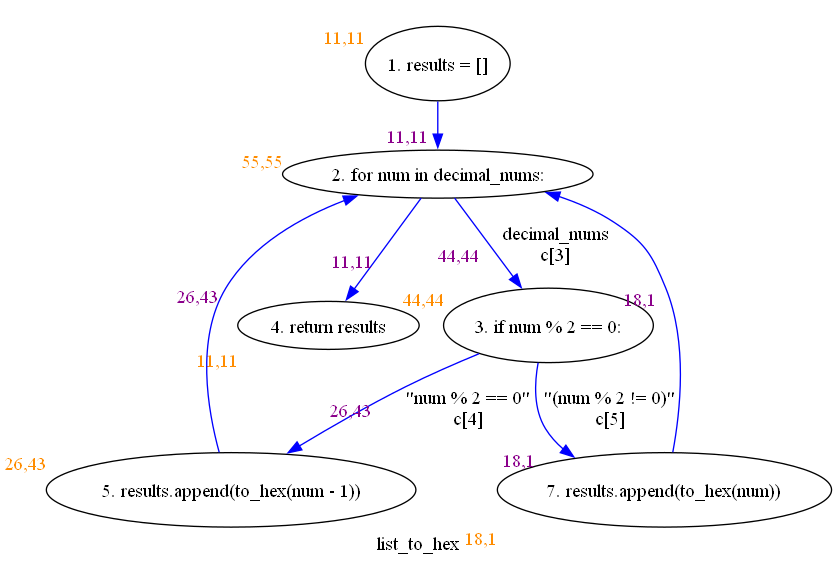 11,11
1. results = []
11,11
55,55
2. for num in decimal_nums:
decimal_nums
c[3]
11,11
44,44
26,43
44,44
18,1
4. return results
3. if num % 2 == 0:
11,11
"num % 2 == 0"
c[4]
"(num % 2 != 0)"
c[5]
26,43
26,43
18,1
5. results.append(to_hex(num - 1))
7. results.append(to_hex(num))
list_to_hex
18,1